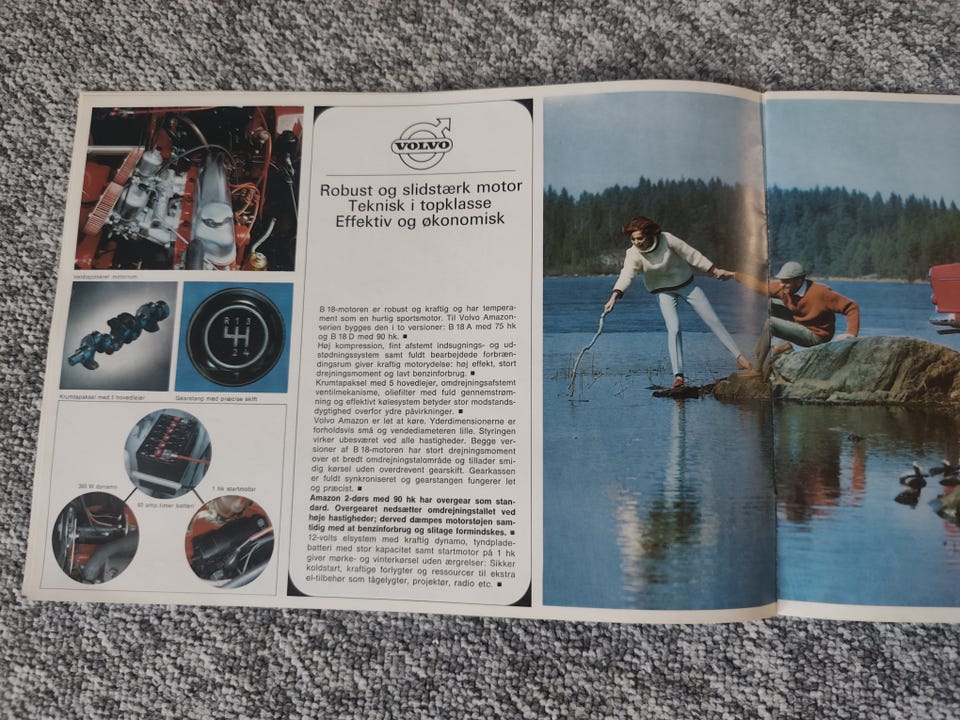 VOLVO
Robust og slidstærk motor
Teknisk i topklasse
Effektiv og økonomisk
Veldisponeret motorrum
Krumtapaksel med 5 hovedlejer
R 1 3
2 4
Gearstang med præcise skift
360 W dynamo
60 amp.timer batteri
1 hk startmotor
B 18-motoren er robust og kraftig og har tempera-
ment som en hurlig sportsmotor. Til Volvo Amazon-
serien bygges den i to versioner: B 18 A med 75 hk
og B 18 D med 90 hk. ■
Høj kompression, fint afstemt indsugnings- og ud-
stødningssystem samt fuldt bearbejdede forbræn-
dingsrum giver kraftig motorydelse: høj effekt, stort
drejningsmoment og lavt benzinforbrug. ■
Krumtapaksel med 5 hovedlejer, omdrejningsafstemt
ventilmekanisme, oliefilter med fuld gennemstrøm-
ning og effektivt kølesystem betyder stor modstands-
dygtighed overfor ydre påvirkninger. ■
Volvo Amazon er let at køre. Yderdimensionerne er
forholdsvis små og vendediameteren lille. Styringen
virker ubesværet ved alle hastigheder. Begge ver-
sioner af B 18-motoren har stort drejningsmoment
over et bredt omdrejningstalområde og tillader smi-
dig kørsel uden overdrevent gearskift. Gearkassen
er fuldt synkroniseret og gearstangen fungerer let
og præcist. ■
Amazon 2-dørs med 90 hk har overgear som stan-
dard. Overgearet nedsætter omdrejningstallet ved
høje hastigheder; derved dæmpes motorstøjen sam-
tidig med at benzinforbrug og slitage formindskes. ■
12-volts elsystem med kraftig dynamo, tyndplade-
batteri med stor kapacitet samt startmotor på 1 hk
giver mørke- og vinterkørsel uden ærgrelser: Sikker
koldstart, kraftige forlygter og ressourcer til ekstra
el-tilbehør som tågelygter, projektør, radio etc. ■